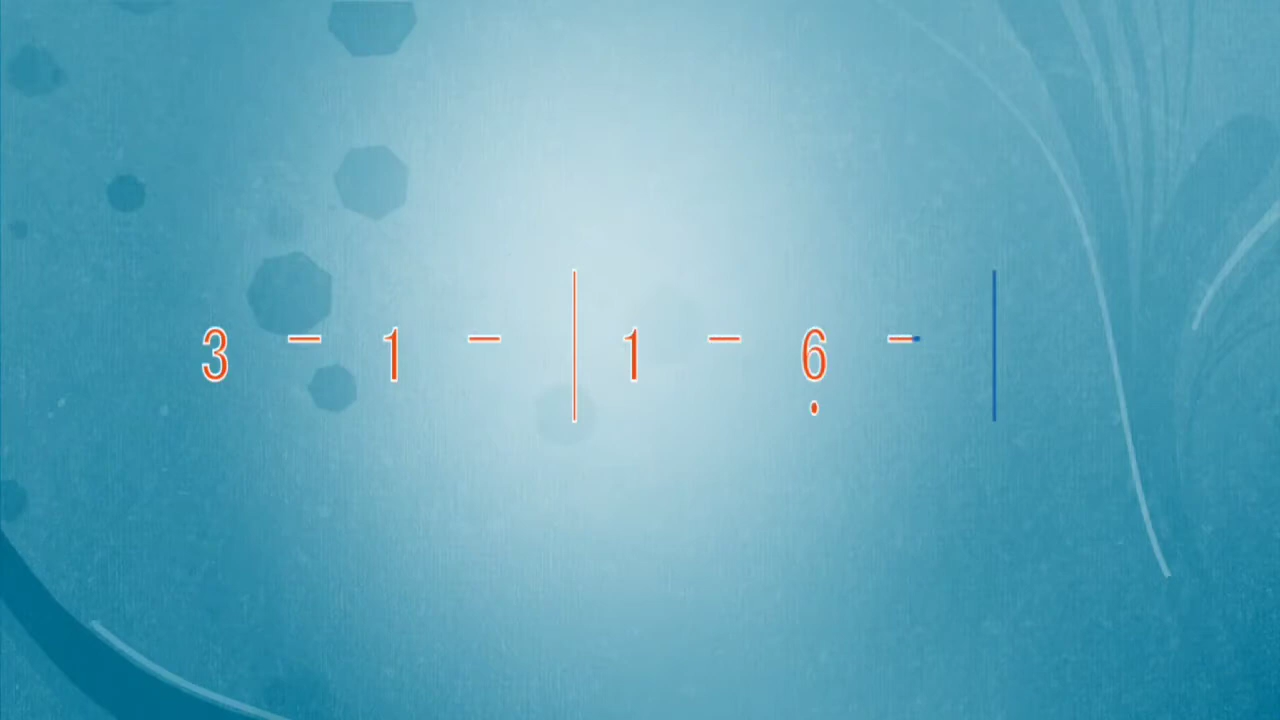 3 – 1 – | 1 – 6̣ – |